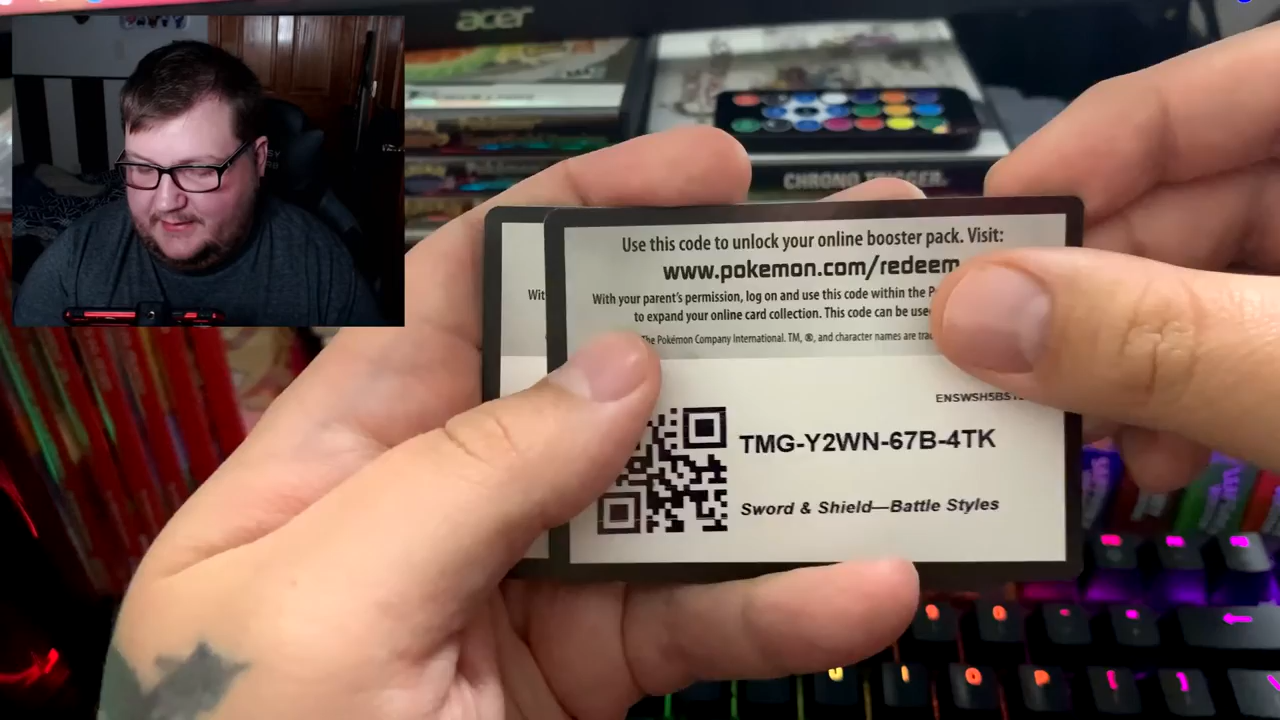 acer
CHRONO TRIGGER
Use this code to unlock your online booster pack. Visit:
www.pokemon.com/redeem
With your parent's permission, log on and use this code within the
to expand your online card collection. This code can be
The Pokémon Company International. TM, ®, and character names are
ENSWSH5BS
TMG-Y2WN-67B-4TK
Sword & Shield—Battle Styles